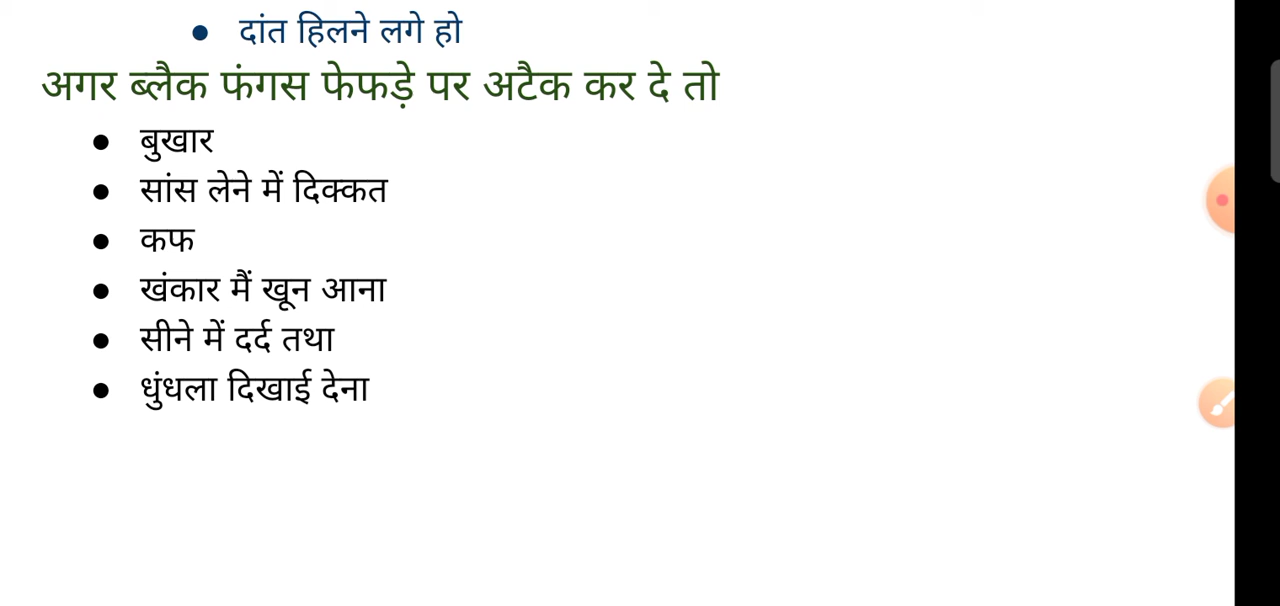 ● दांत हिलने लगे हो
अगर ब्लैक फंगस फेफड़े पर अटैक कर दे तो
● बुखार
● सांस लेने में दिक्कत
● कफ
● खंकार मैं खून आना
● सीने में दर्द तथा
● धुंधला दिखाई देना